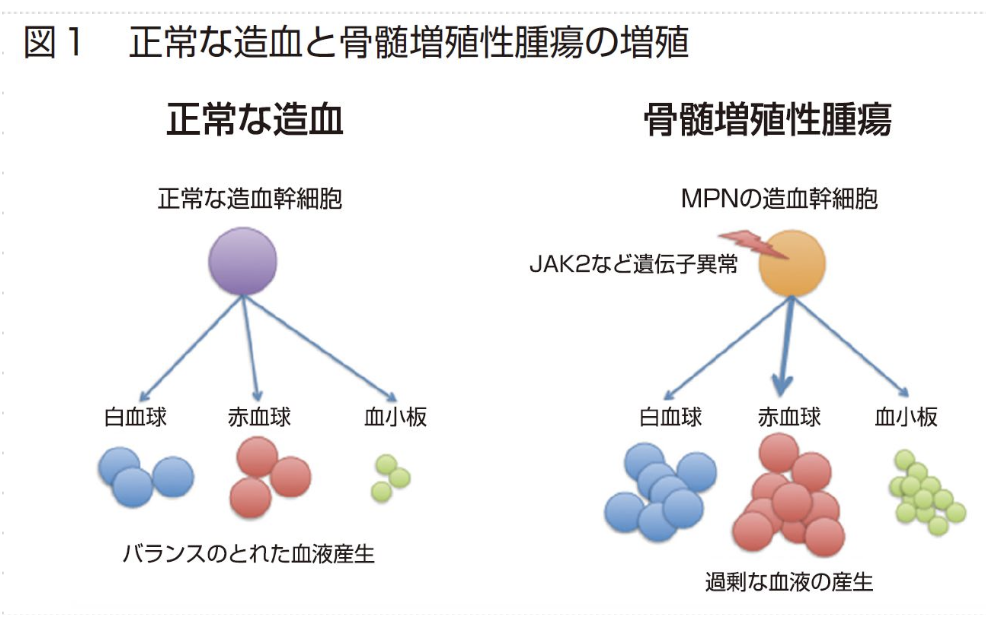 図1 正常な造血と骨髄増殖性腫瘍の増殖
正常な造血
正常な造血幹細胞
白血球 赤血球 血小板
バランスのとれた血液産生
骨髄増殖性腫瘍
MPNの造血幹細胞
JAK2など遺伝子異常
白血球 赤血球 血小板
過剰な血液の産生